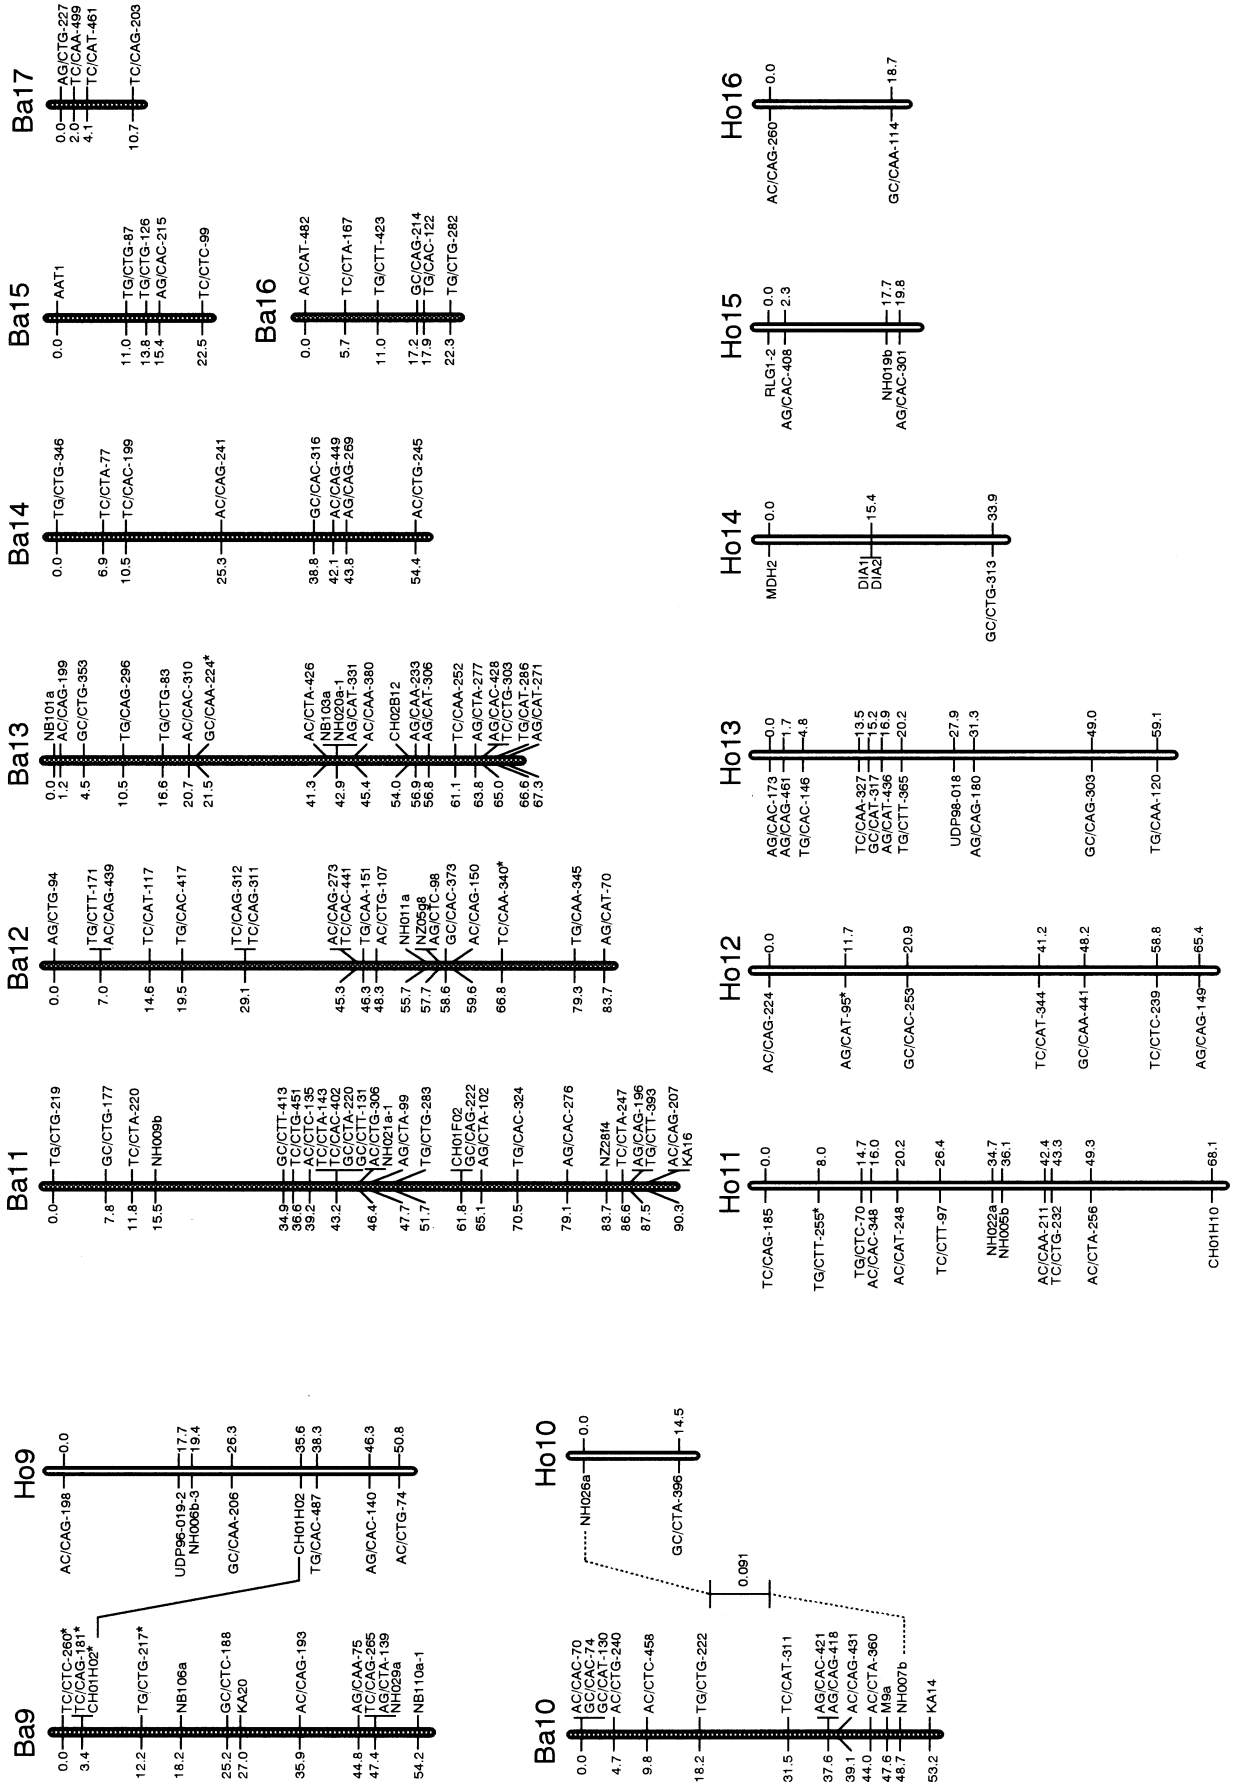 Ba9
0.0 TC/CTC-260*
3.4 TC/CAG-181*
CH01H02*
12.2 TG/CTG-217*
18.2 NB106a
25.2 GC/CTC-188
27.0 KA20
35.9 AC/CAG-193
44.8 AG/CAA-75
47.4 TC/CAG-265
AG/CTA-139
NH029a
54.2 NB110a-1
Ho9
AC/CAG-198 0.0
UDP96-019-2 17.7
NH006b-3 19.4
GC/CAA-206 26.3
CH01H02 35.6
TG/CAC-487 38.3
AG/CAC-140 46.3
AC/CTG-74 50.8
Ba10
0.0 AC/CAC-70
GC/CAC-74
GC/CAT-130
4.7 AC/CTG-240
9.8 AC/CTC-458
18.2 TG/CTG-222
31.5 TC/CAT-311
37.6 AG/CAC-421
AG/CAG-418
39.1 AC/CAG-431
44.0 AC/CTA-360
47.6 M9a
48.7 NH007b
53.2 KA14
0.091
Ho10
NH026a 0.0
GC/CTA-396 14.5
Ba11
0.0 TG/CTG-219
7.8 GC/CTG-177
11.8 TC/CTA-220
15.5 NH009b
34.9 GC/CTT-413
36.6 TC/CTG-451
39.2 AC/CTC-135
43.2 TC/CTA-143
TC/CAC-402
GC/CTA-220
46.4 GC/CTT-131
AC/CTG-306
NH021a-1
47.7 AG/CTA-99
51.7 TG/CTG-283
61.8 CH01F02
GC/CAG-222
65.1 AG/CTA-102
70.5 TG/CAC-324
79.1 AG/CAC-276
83.7 NZ28f4
86.6 TC/CTA-247
87.5 AG/CAG-196
TG/CTT-393
90.3 AC/CAG-207
KA16
Ba12
0.0 AG/CTG-94
7.0 TG/CTT-171
AC/CAG-439
14.6 TC/CAT-117
19.5 TG/CAC-417
29.1 TC/CAG-312
TC/CAG-311
45.3 AC/CAG-273
TC/CAC-441
46.3 TG/CAA-151
48.3 AC/CTG-107
55.7 NH011a
57.7 NZ05g8
AG/CTC-98
58.6 GC/CAC-373
59.6 AC/CAG-150
66.8 TC/CAA-340*
79.3 TG/CAA-345
83.7 AG/CAT-70
Ba13
0.0 NB101a
1.2 AC/CAG-199
4.5 GC/CTG-353
10.5 TG/CAG-296
16.6 TG/CTG-83
20.7 AC/CAC-310
21.5 GC/CAA-224*
41.3 AC/CTA-426
42.9 NB103a
NH020a-1
AG/CAT-331
45.4 AC/CAA-380
54.0 CH02B12
56.9 AG/CAA-233
56.8 AG/CAT-306
61.1 TC/CAA-252
63.8 AG/CTA-277
65.0 AG/CAC-428
TC/CTG-303
66.6 TG/CAT-286
67.3 AG/CAT-271
Ba14
0.0 TG/CTG-346
6.9 TC/CTA-77
10.5 TC/CAC-199
25.3 AC/CAG-241
38.8 GC/CAC-316
42.1 AC/CAG-449
43.8 AG/CAG-269
54.4 AC/CTG-245
Ba15
0.0 AAT1
11.0 TG/CTG-87
13.8 TG/CTG-126
15.4 AG/CAC-215
22.5 TC/CTC-99
Ba16
0.0 AC/CAT-482
5.7 TC/CTA-167
11.0 TG/CTT-423
17.2 GC/CAG-214
17.9 TG/CAC-122
22.3 TG/CTG-282
Ba17
0.0 AG/CTG-227
2.0 TC/CAA-499
4.1 TC/CAT-461
10.7 TC/CAG-203
Ho11
TC/CAG-185 0.0
TG/CTT-255* 8.0
TG/CTC-70 14.7
AC/CAC-348 16.0
AC/CAT-248 20.2
TC/CTT-97 26.4
NH022a 34.7
NH005b 36.1
AC/CAA-211 42.4
TC/CTG-232 43.3
AC/CTA-256 49.3
CH01H10 68.1
Ho12
AC/CAG-224 0.0
AG/CAT-95* 11.7
GC/CAC-253 20.9
TC/CAT-344 41.2
GC/CAA-441 48.2
TC/CTC-239 58.8
AG/CAG-149 65.4
Ho13
AG/CAC-173 0.0
AG/CAG-461 1.7
TG/CAC-146 4.8
TC/CAA-327 13.5
GC/CAT-317 15.2
AG/CAT-436 16.9
TG/CTT-365 20.2
UDP98-018 27.9
AG/CAG-180 31.3
GC/CAG-303 49.0
TG/CAA-120 59.1
Ho14
MDH2 0.0
DIA1 15.4
DIA2
GC/CTG-313 33.9
Ho15
RLG1-2 0.0
AG/CAC-408 2.3
NH019b 17.7
AG/CAC-301 19.8
Ho16
AC/CAG-260 0.0
GC/CAA-114 18.7